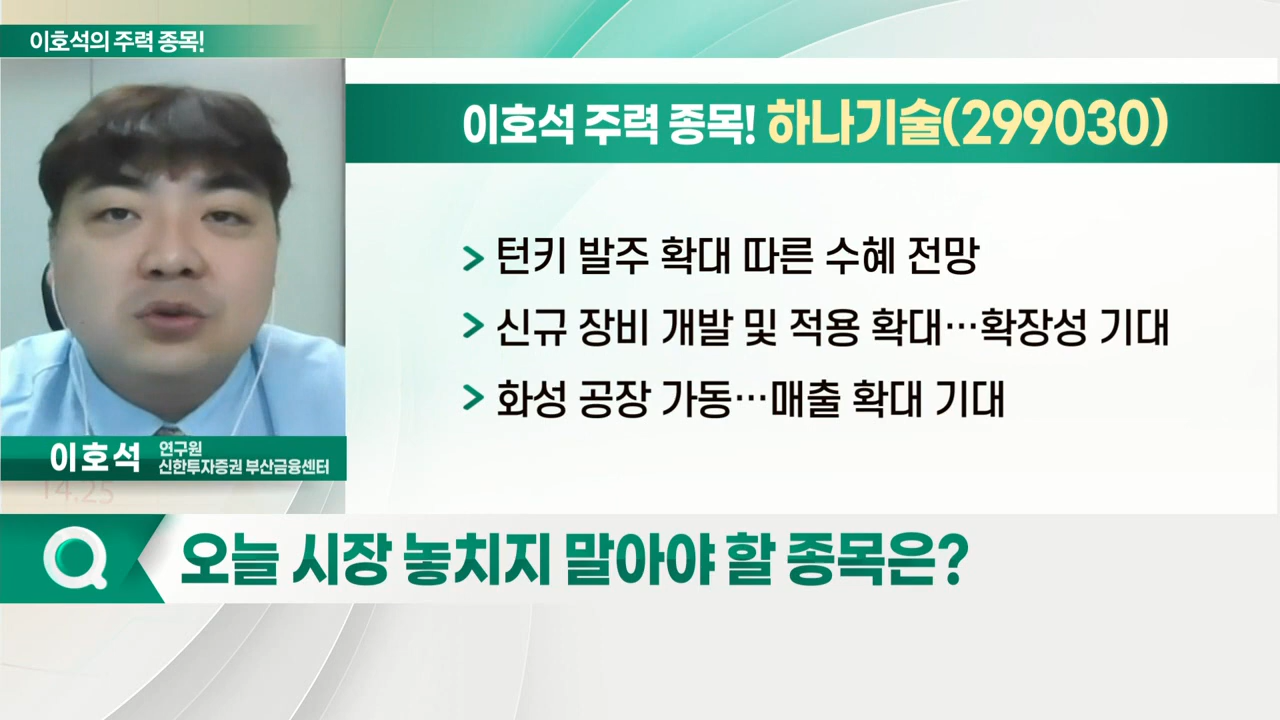 이호석의 주력 종목!
이호석 주력 종목! 하나기술(299030)
> 턴키 발주 확대 따른 수혜 전망
> 신규 장비 개발 및 적용 확대…확장성 기대
> 화성 공장 가동…매출 확대 기대
이호석
연구원
신한투자증권 부산금융센터
14.25
Q 오늘 시장 놓치지 말아야 할 종목은?